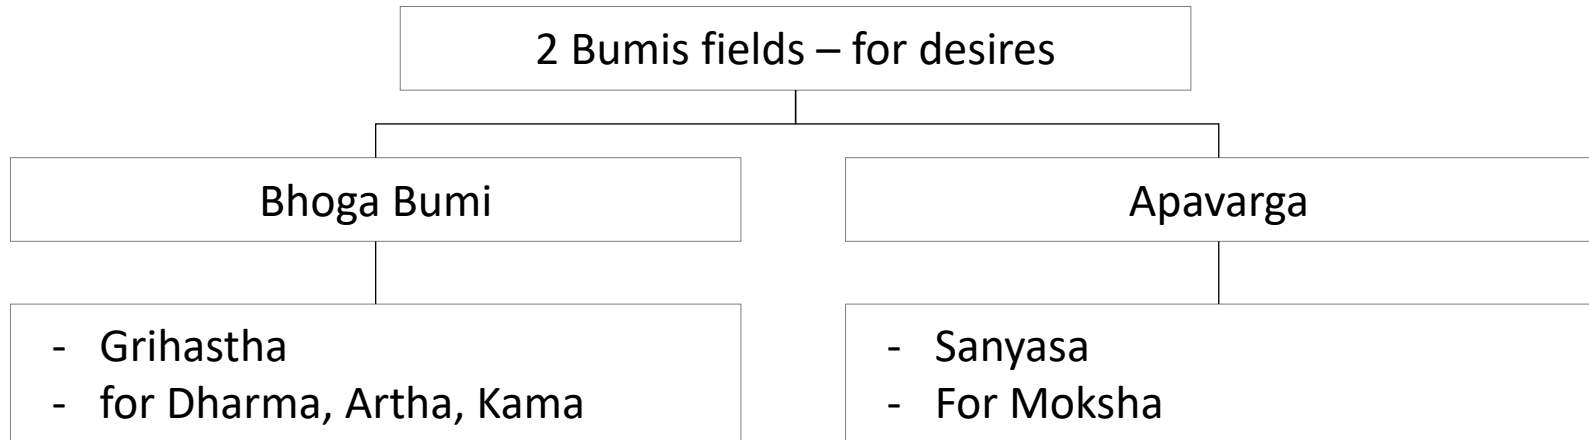 2 Bumis fields – for desires
Bhoga Bumi
Apavarga
- Grihastha
- for Dharma, Artha, Kama
- Sanyasa
- For Moksha